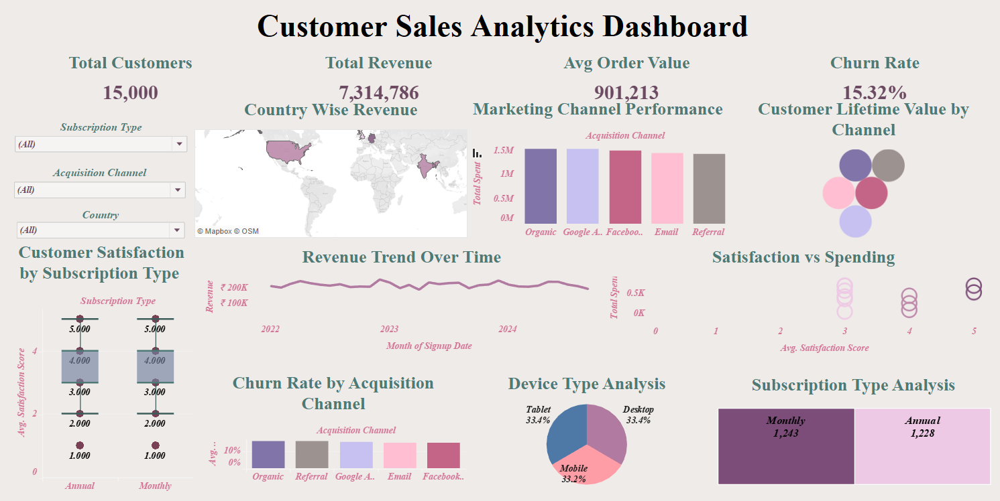 Customer Sales Analytics Dashboard
Total Customers
15,000
Total Revenue
7,314,786
Avg Order Value
901,213
Churn Rate
15.32%
Subscription Type
(All)
Acquisition Channel
(All)
Country
(All)
Country Wise Revenue
© Mapbox © OSM
Marketing Channel Performance
Acquisition Channel
Total Spent
1.5M
1M
0.5M
0M
Organic
Google A..
Faceboo..
Email
Referral
Customer Lifetime Value by
Channel
Customer Satisfaction
by Subscription Type
Subscription Type
Avg. Satisfaction Score
4
2
0
5.000
4.000
3.000
2.000
1.000
5.000
4.000
3.000
2.000
1.000
Annual
Monthly
Revenue Trend Over Time
Revenue
₹ 200K
₹ 100K
2022
2023
2024
Month of Signup Date
Satisfaction vs Spending
Total Spent
0.5K
0K
0
1
2
3
4
5
Avg. Satisfaction Score
Churn Rate by Acquisition
Channel
Acquisition Channel
Avg. ..
10%
0%
Organic
Referral
Google A..
Email
Facebook..
Device Type Analysis
Tablet
33.4%
Desktop
33.4%
Mobile
33.2%
Subscription Type Analysis
Monthly
1,243
Annual
1,228